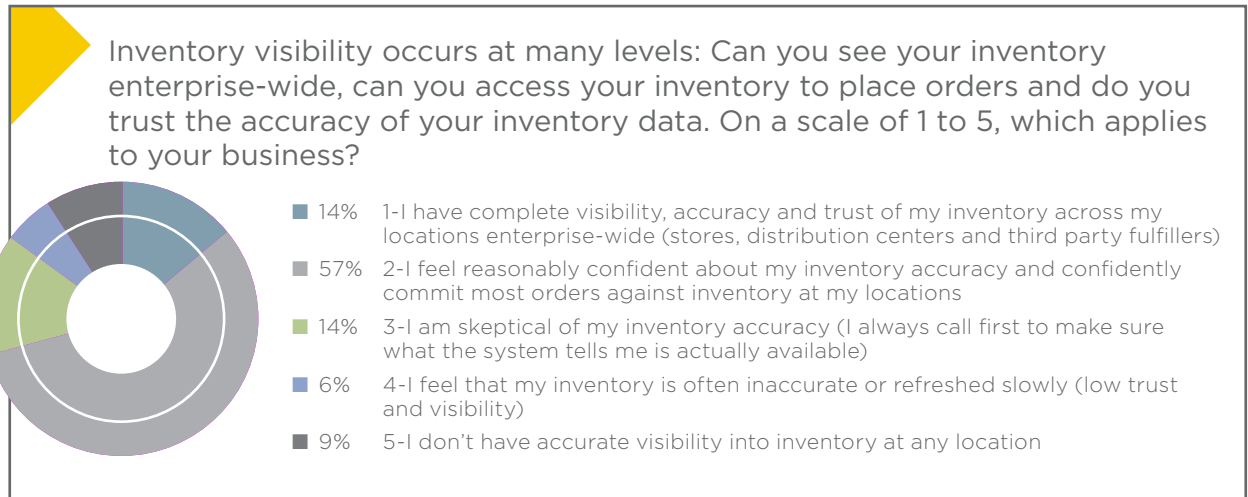 Inventory visibility occurs at many levels: Can you see your inventory
enterprise-wide, can you access your inventory to place orders and do you
trust the accuracy of your inventory data. On a scale of 1 to 5, which applies
to your business?
14% 1-I have complete visibility, accuracy and trust of my inventory across my
locations enterprise-wide (stores, distribution centers and third party fulfillers)
57% 2-I feel reasonably confident about my inventory accuracy and confidently
commit most orders against inventory at my locations
14% 3-I am skeptical of my inventory accuracy (I always call first to make sure
what the system tells me is actually available)
6% 4-I feel that my inventory is often inaccurate or refreshed slowly (low trust
and visibility)
9% 5-I don't have accurate visibility into inventory at any location